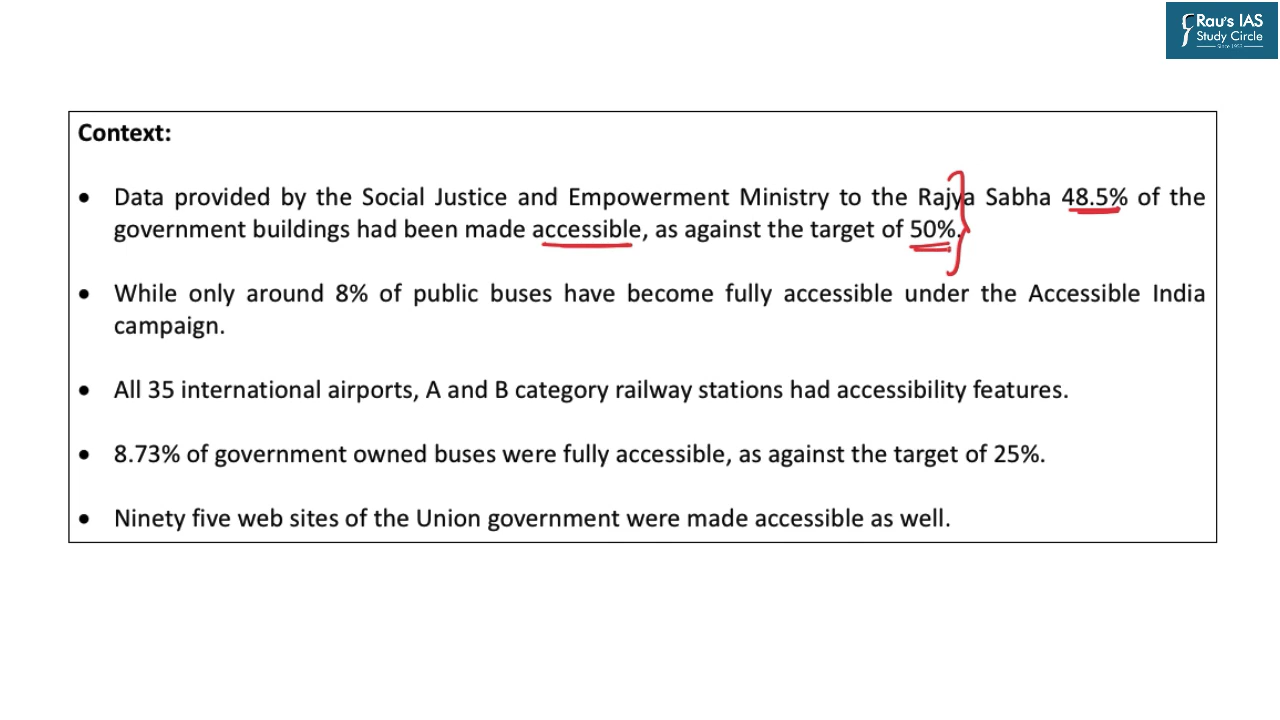 Rau's IAS
Study Circle
Since 1953
Context:
• Data provided by the Social Justice and Empowerment Ministry to the Rajya Sabha 48.5% of the
government buildings had been made accessible, as against the target of 50%.
• While only around 8% of public buses have become fully accessible under the Accessible India
campaign.
• All 35 international airports, A and B category railway stations had accessibility features.
• 8.73% of government owned buses were fully accessible, as against the target of 25%.
• Ninety five web sites of the Union government were made accessible as well.